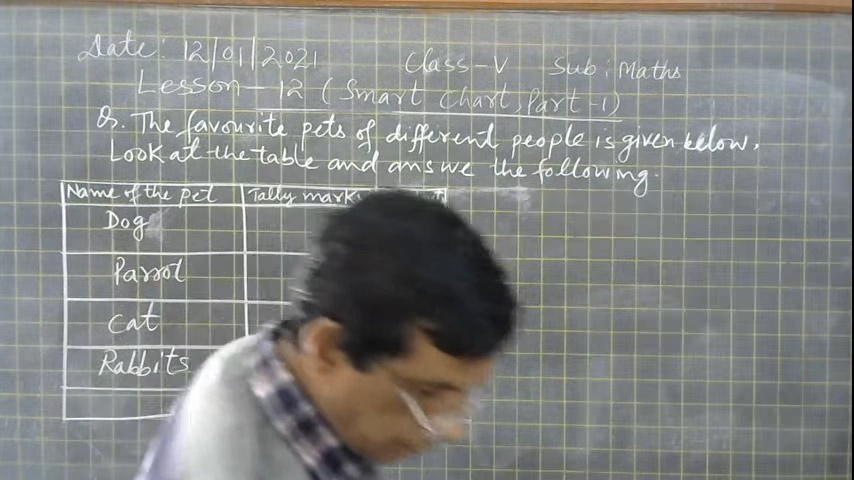 Date: 12/01/2021 Class-V Sub: Maths
Lesson-12 (Smart Chart, Part-1)
Q. The favourite pets of different people is given below.
Look at the table and answe the following.
Name of the pet Tally mark
Dog
Parrot
Cat
Rabbits